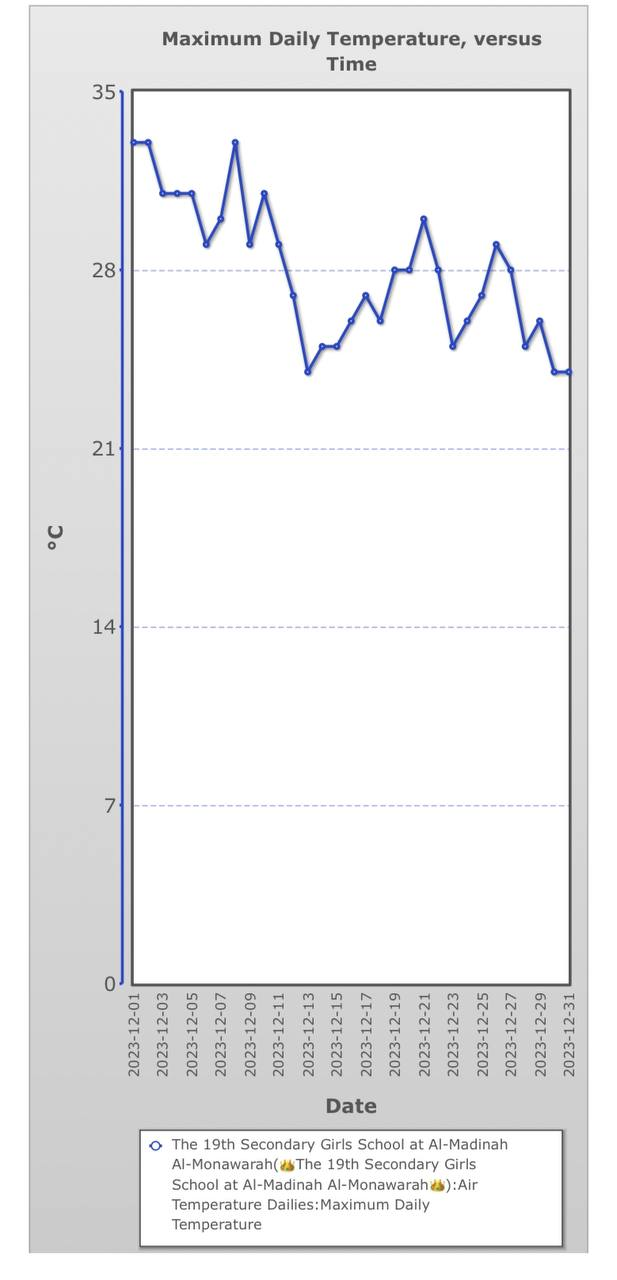 Maximum Daily Temperature, versus
Time
35
28
21
14
7
0
°C
2023-12-01
2023-12-03
2023-12-05
2023-12-07
2023-12-09
2023-12-11
2023-12-13
2023-12-15
2023-12-17
2023-12-19
2023-12-21
2023-12-23
2023-12-25
2023-12-27
2023-12-29
2023-12-31
Date
The 19th Secondary Girls School at Al-Madinah
Al-Monawarah(👑The 19th Secondary Girls
School at Al-Madinah Al-Monawarah👑):Air
Temperature Dailies:Maximum Daily
Temperature